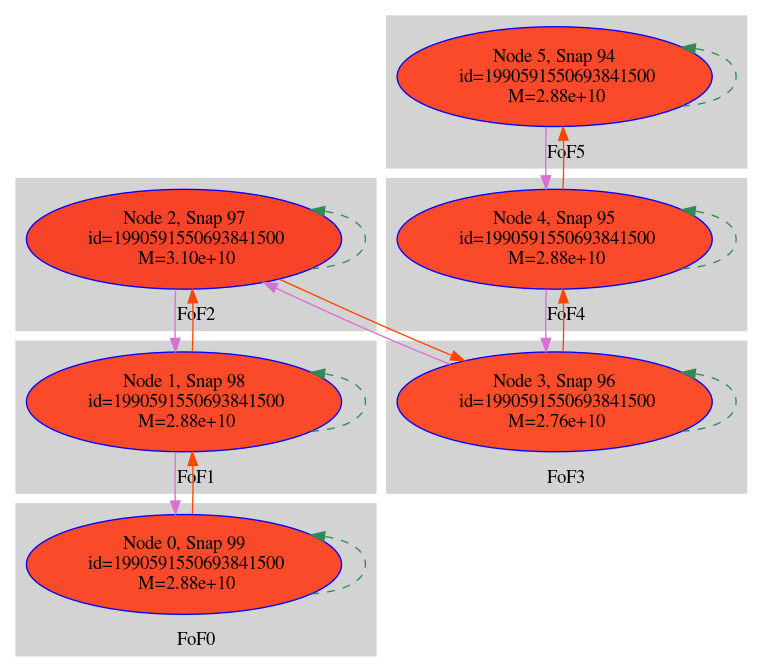 Node 5, Snap 94
id=1990591550693841500
M=2.88e+10
FoF5
Node 2, Snap 97
id=1990591550693841500
M=3.10e+10
FoF2
Node 4, Snap 95
id=1990591550693841500
M=2.88e+10
FoF4
Node 1, Snap 98
id=1990591550693841500
M=2.88e+10
FoF1
Node 3, Snap 96
id=1990591550693841500
M=2.76e+10
FoF3
Node 0, Snap 99
id=1990591550693841500
M=2.88e+10
FoF0